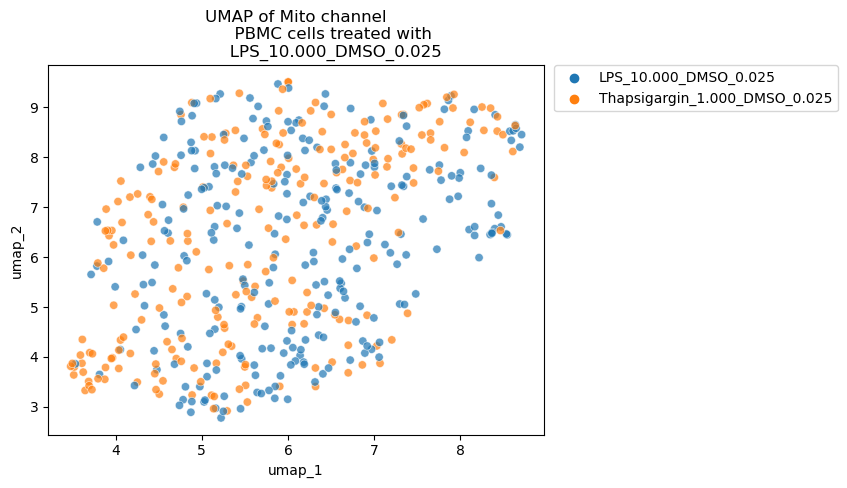 UMAP of Mito channel
PBMC cells treated with
LPS_10.000_DMSO_0.025
LPS_10.000_DMSO_0.025
Thapsigargin_1.000_DMSO_0.025
umap_2
9
8
7
6
5
4
3
4
5
6
7
8
umap_1